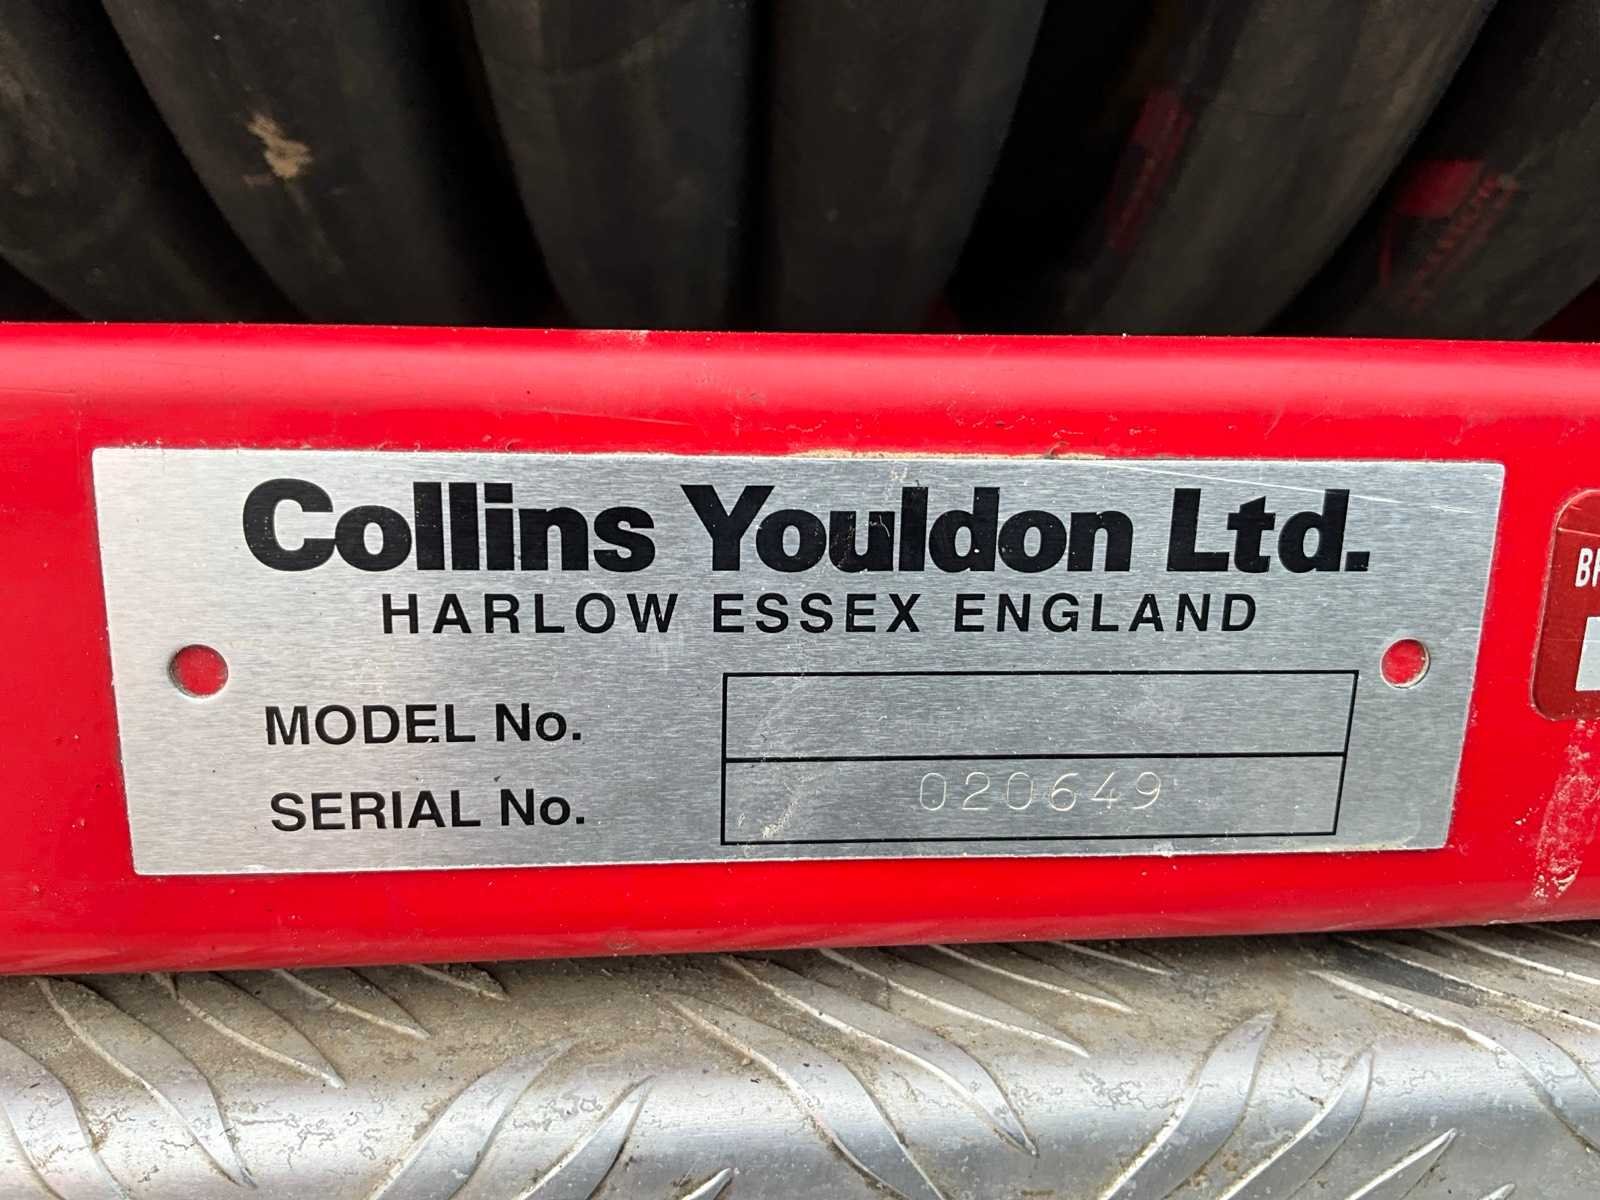 Collins Youldon Ltd.
HARLOW ESSEX ENGLAND
MODEL No.
SERIAL No. 020649